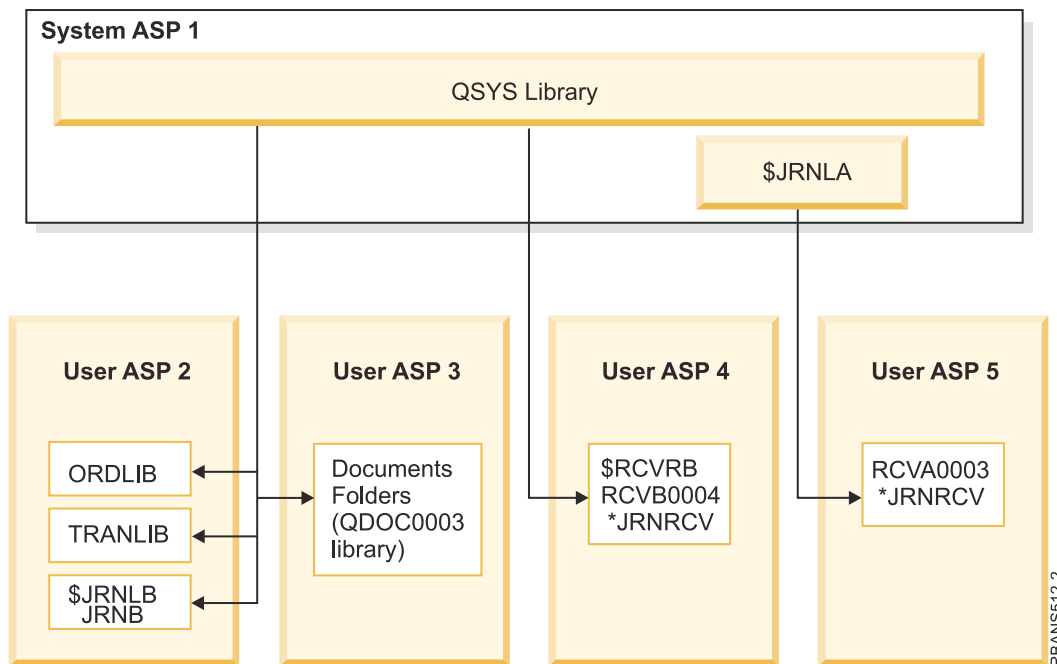 System ASP 1
QSYS Library
$JRNLA
User ASP 2
ORDLIB
TRANLIB
$JRNLB
JRNB
User ASP 3
Documents
Folders
(QDOC0003
library)
User ASP 4
$RCVRB
RCVB0004
*JRNRCV
User ASP 5
RCVA0003
*JRNRCV